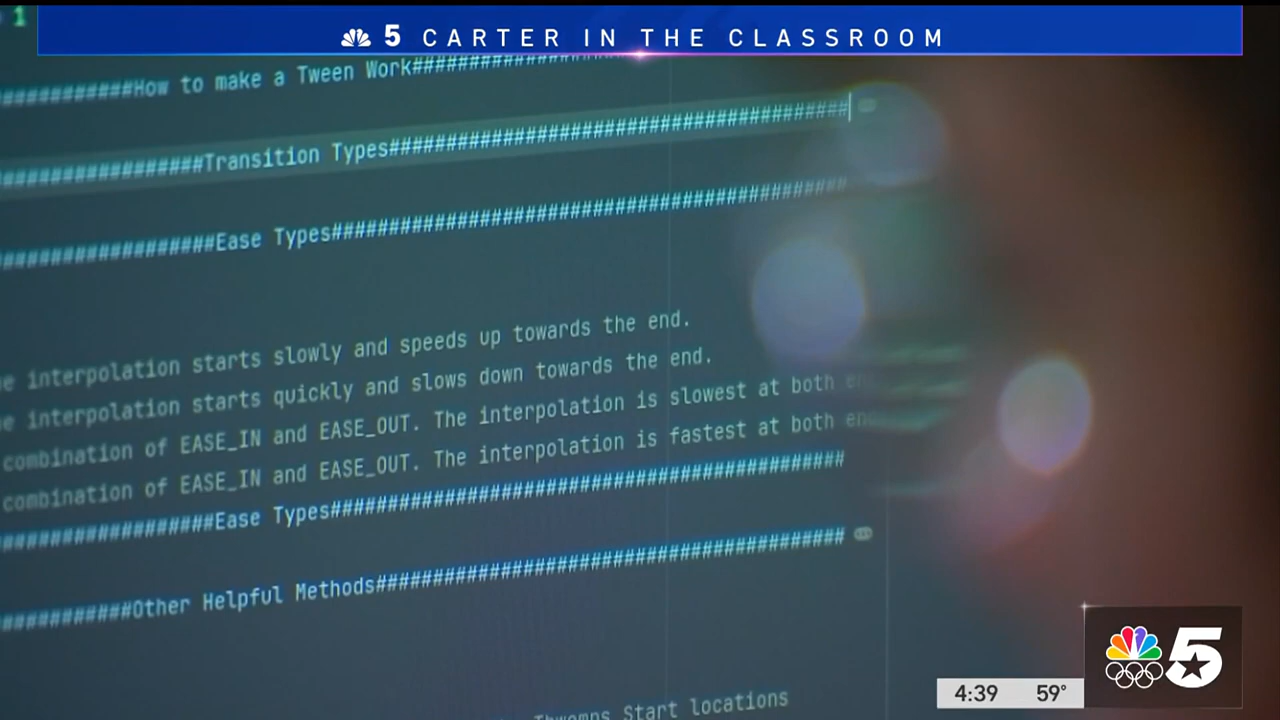 1
5 CARTER IN THE CLASSROOM
############How to make a Tween Work################
##################Transition Types########################################
###################Ease Types#############################################
interpolation starts slowly and speeds up towards the end.
interpolation starts quickly and slows down towards the end.
combination of EASE_IN and EASE_OUT. The interpolation is slowest at both
combination of EASE_IN and EASE_OUT. The interpolation is fastest at both
###################Ease Types#############################################
############Other Helpful Methods#########################################
Start locations
5
4:39 59°